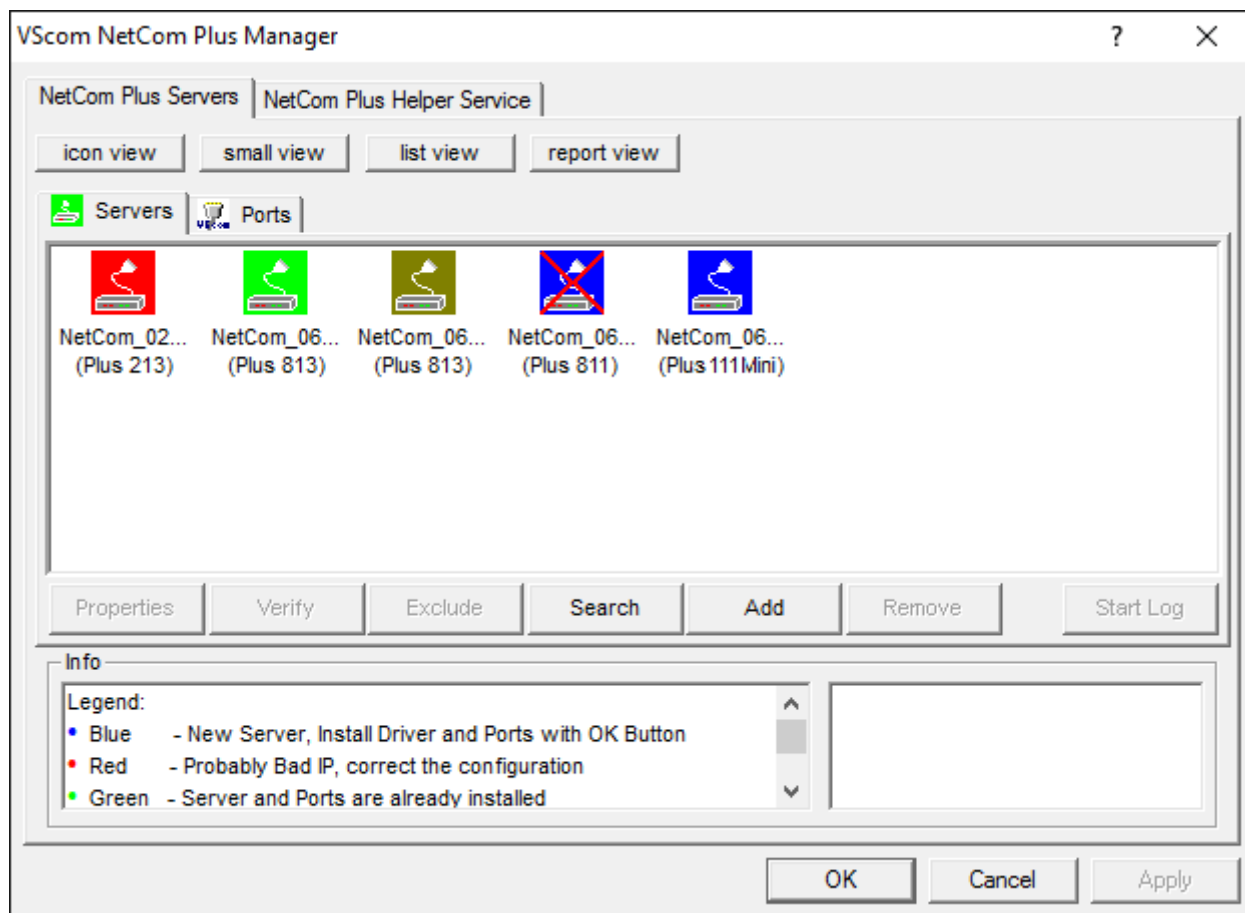 VScom NetCom Plus Manager
NetCom Plus Servers NetCom Plus Helper Service
icon view small view list view report view
Servers Ports
NetCom_02... NetCom_06... NetCom_06... NetCom_06... NetCom_06...
(Plus 213) (Plus 813) (Plus 813) (Plus 811) (Plus111Mini)
Properties Verify Exclude Search Add Remove Start Log
Info
Legend:
• Blue - New Server, Install Driver and Ports with OK Button
• Red - Probably Bad IP, correct the configuration
• Green - Server and Ports are already installed
OK Cancel Apply